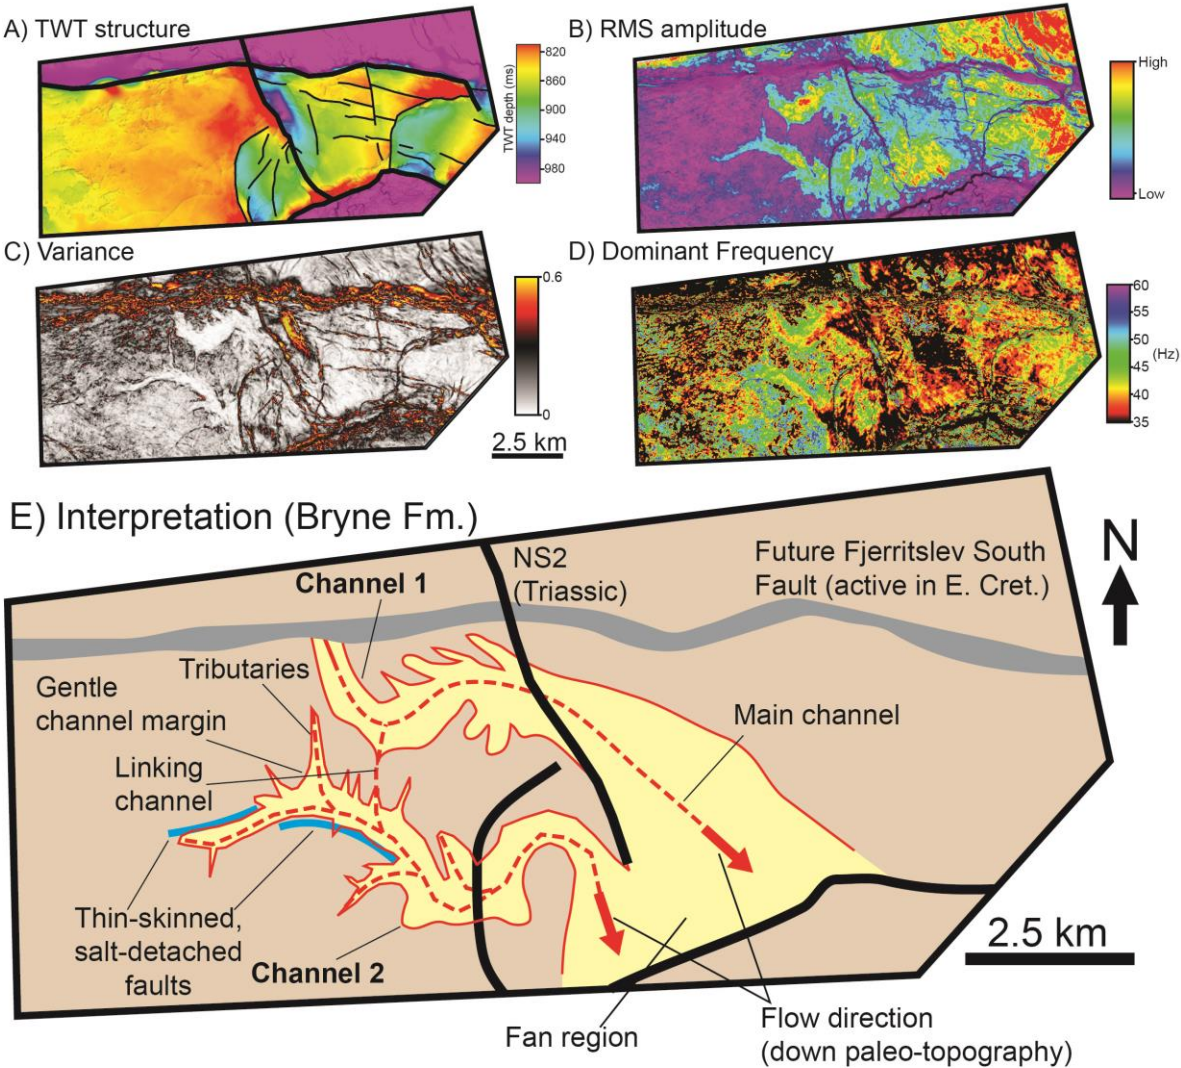 A) TWT structure
820
860
900
940
980
TWT depth (ms)
B) RMS amplitude
High
Low
C) Variance
0.6
0
2.5 km
D) Dominant Frequency
60
55
50
45
40
35
(Hz)
E) Interpretation (Bryne Fm.)
N
Channel 1
NS2
(Triassic)
Future Fjerritslev South
Fault (active in E. Cret.)
Tributaries
Gentle
channel margin
Linking
channel
Main channel
Thin-skinned,
salt-detached
faults
Channel 2
2.5 km
Fan region
Flow direction
(down paleo-topography)